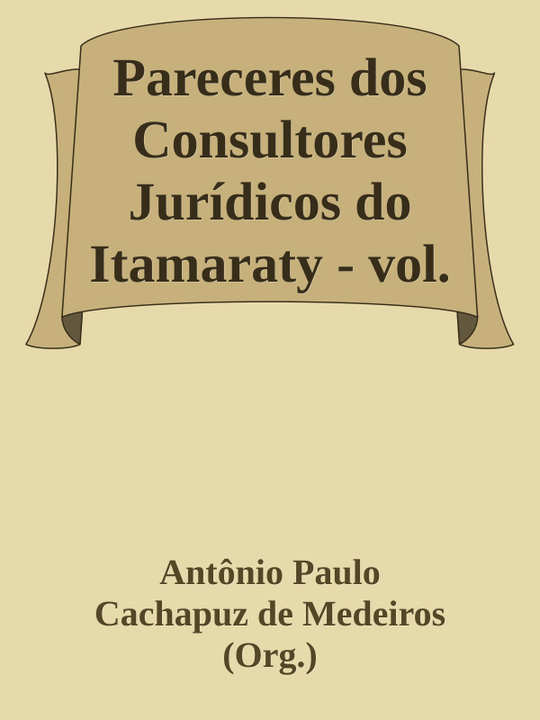 Pareceres dos
Consultores
Jurídicos do
Itamaraty - vol.
Antônio Paulo
Cachapuz de Medeiros
(Org.)